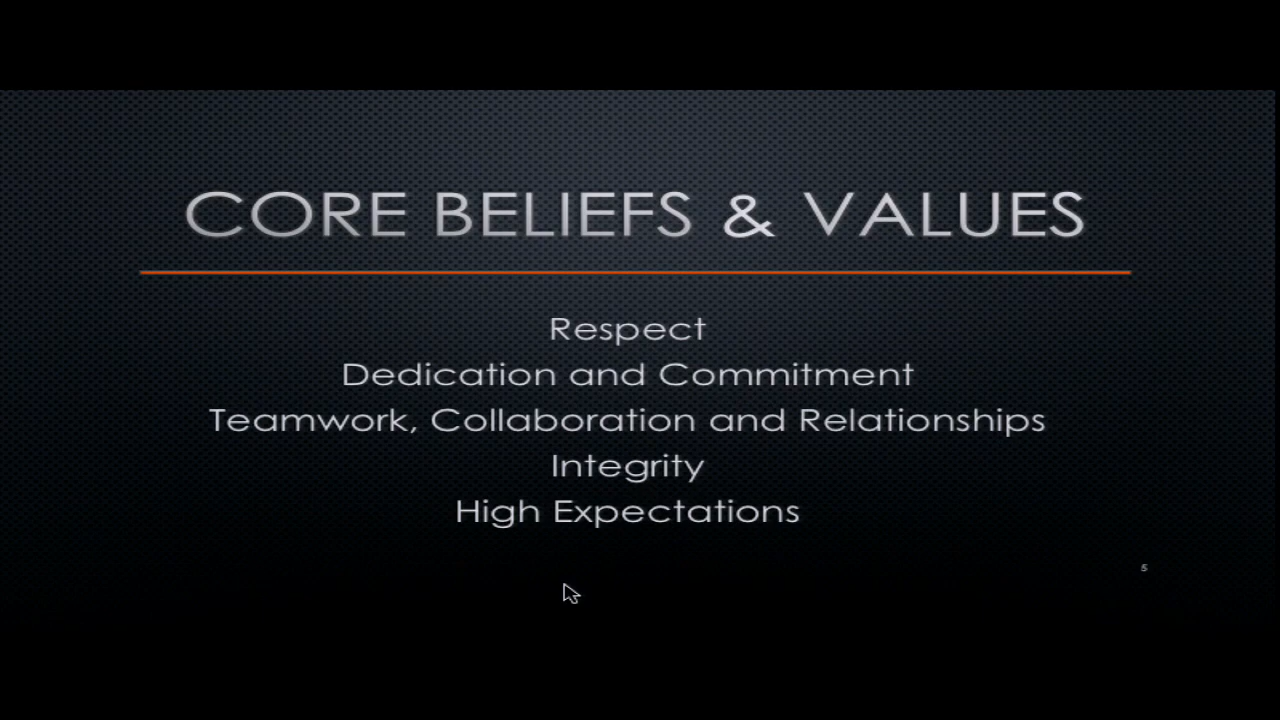 CORE BELIEFS & VALUES
Respect
Dedication and Commitment
Teamwork, Collaboration and Relationships
Integrity
High Expectations
5